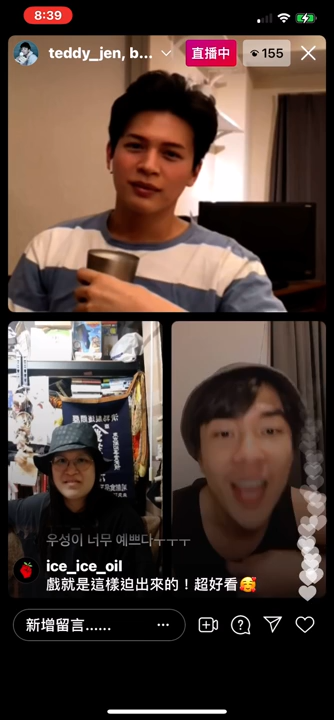 8:39
teddy_jen, b...
直播中
155
우성이 너무 예쁘다ㅜㅜㅜ
ice_ice_oil
戲就是這樣迫出來的！超好看🥰
新增留言......